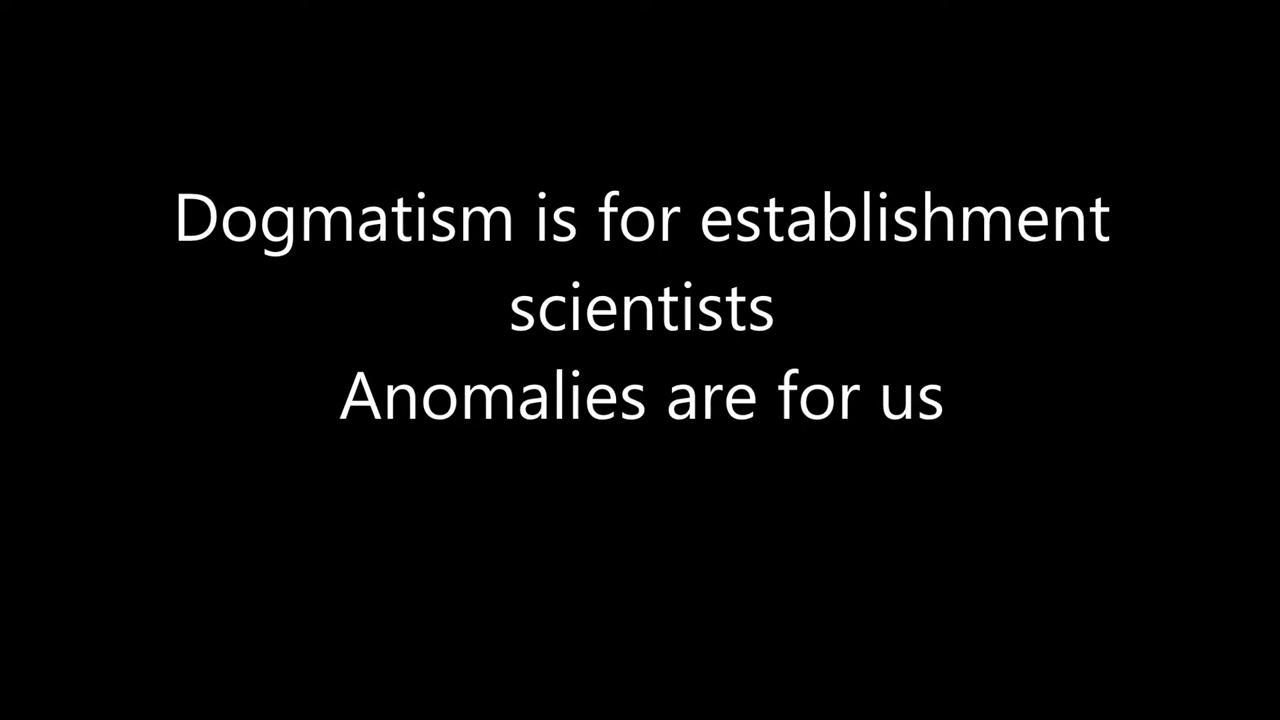 Dogmatism is for establishment
scientists
Anomalies are for us